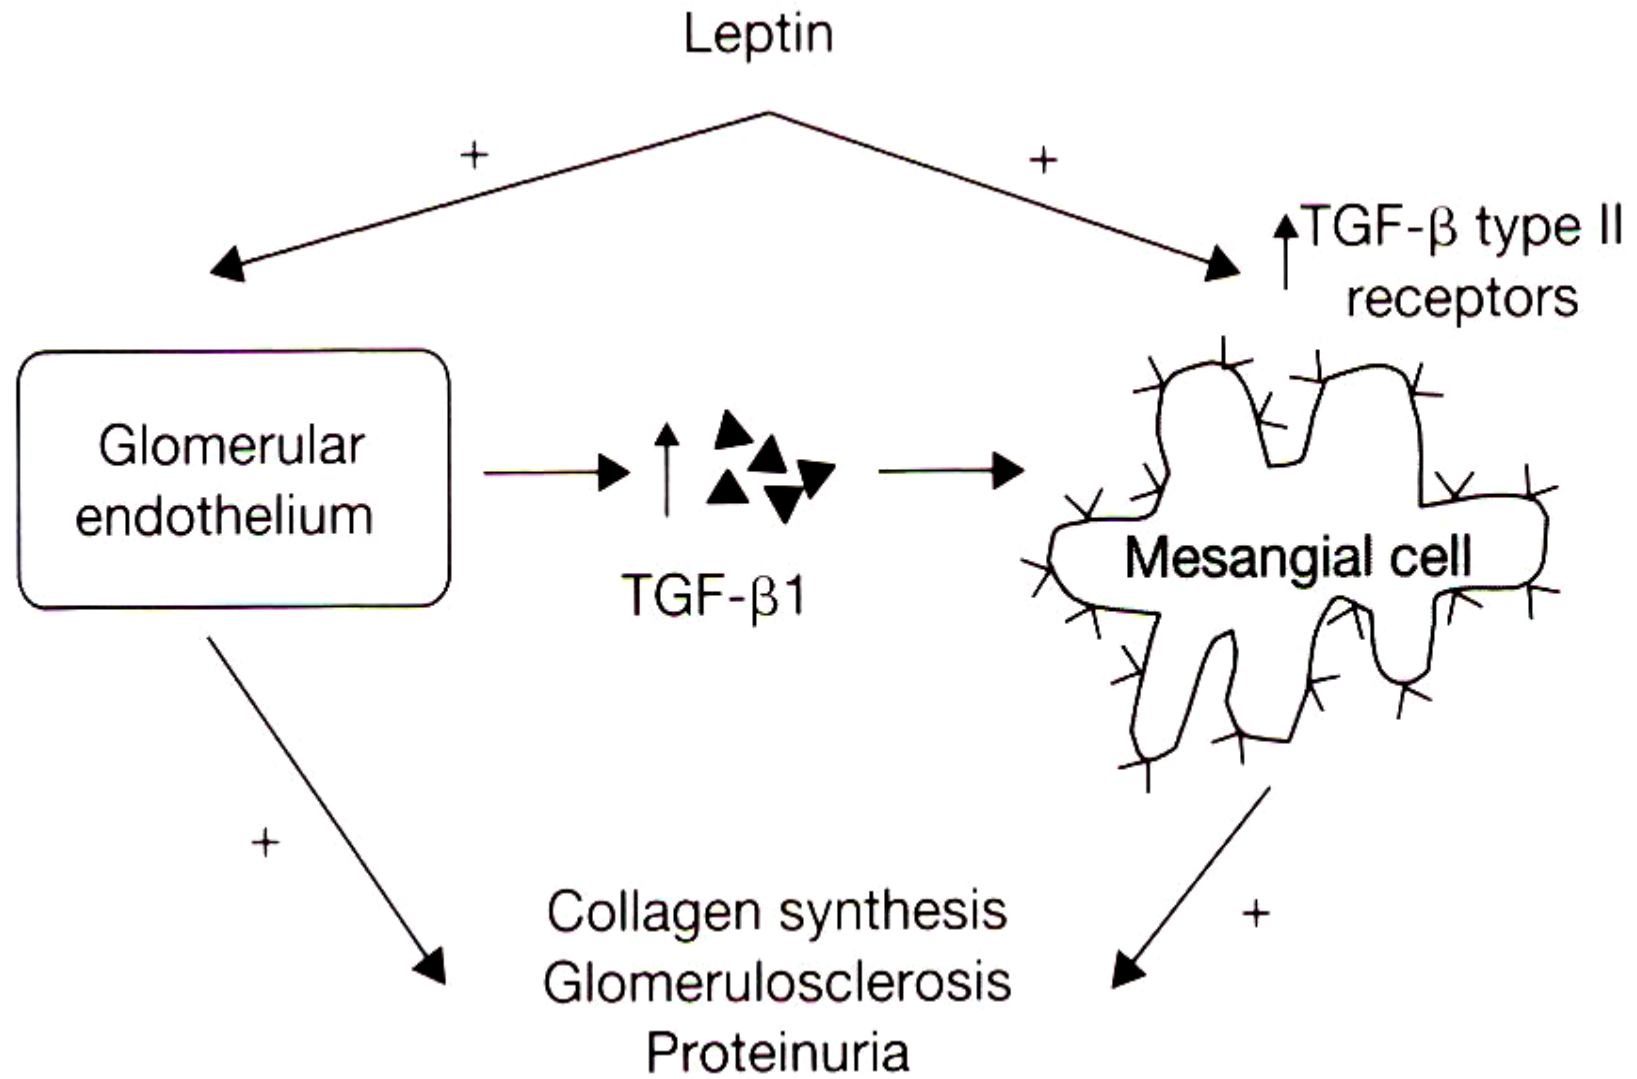 Leptin
+
+
TGF-β type II
receptors
Glomerular
endothelium
TGF-β1
Mesangial cell
+
+
Collagen synthesis
Glomerulosclerosis
Proteinuria